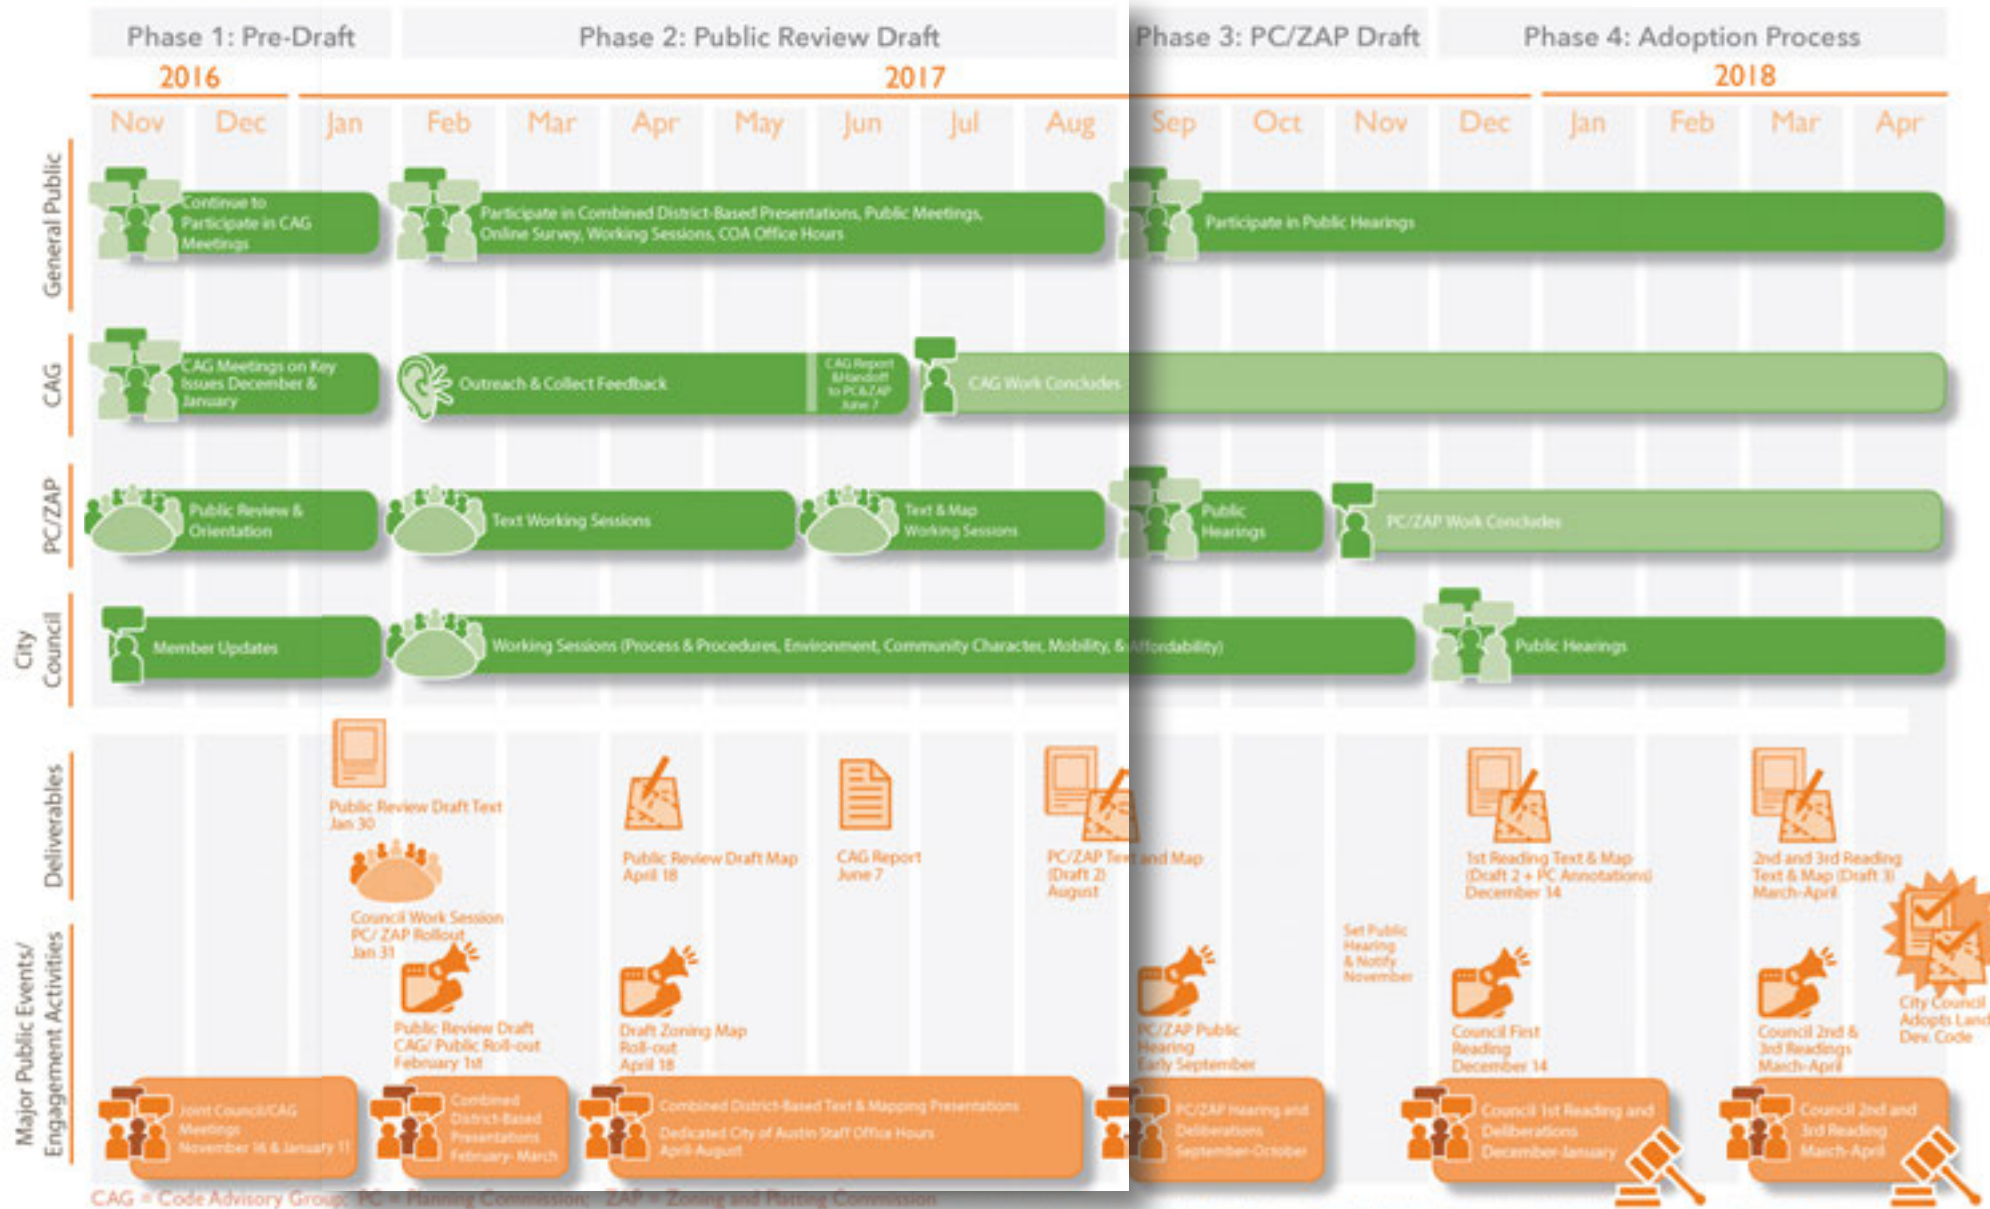 Phase 1: Pre-Draft
Phase 2: Public Review Draft
Phase 3: PC/ZAP Draft
Phase 4: Adoption Process
2016
2017
2018
Nov
Dec
Jan
Feb
Mar
Apr
May
Jun
Jul
Aug
Sep
Oct
Nov
Dec
Jan
Feb
Mar
Apr
General Public
Continue to
Participate in CAG
Meetings
Participate in Combined District-Based Presentations, Public Meetings,
Online Survey, Working Sessions, COA Office Hours
Participate in Public Hearings
CAG
CAG Meetings on Key
Issues December &
January
Outreach & Collect Feedback
CAG Report
&Handoff
to PC&ZAP
June 7
CAG Work Concludes
PC/ZAP
Public Review &
Orientation
Text Working Sessions
Text & Map
Working Sessions
Public
Hearings
PC/ZAP Work Concludes
City
Council
Member Updates
Working Sessions (Process & Procedures, Environment, Community Character, Mobility, & Affordability)
Public Hearings
Deliverables
Public Review Draft Text
Jan 30
Public Review Draft Map
April 18
CAG Report
June 7
PC/ZAP Text and Map
(Draft 2)
August
1st Reading Text & Map
(Draft 2 + PC Annotations)
December 14
2nd and 3rd Reading
Text & Map (Draft 3)
March-April
Major Public Events/
Engagement Activities
Council Work Session
PC/ ZAP Rollout
Jan 31
Public Review Draft
CAG/ Public Roll-out
February 1st
Draft Zoning Map
Roll-out
April 18
PC/ZAP Public
Hearing
Early September
Set Public
Hearing
& Notify
November
Council First
Reading
December 14
Council 2nd &
3rd Readings
March-April
City Council
Adopts Land
Dev. Code
Joint Council/CAG
Meetings
November 16 & January 11
Combined
District-Based
Presentations
February- March
Combined District-Based Text & Mapping Presentations
Dedicated City of Austin Staff Office Hours
April-August
PC/ZAP Hearing and
Deliberations
September-October
Council 1st Reading and
Deliberations
December-January
Council 2nd and
3rd Reading
March-April
CAG = Code Advisory Group; PC = Planning Commission; ZAP = Zoning and Platting Commission